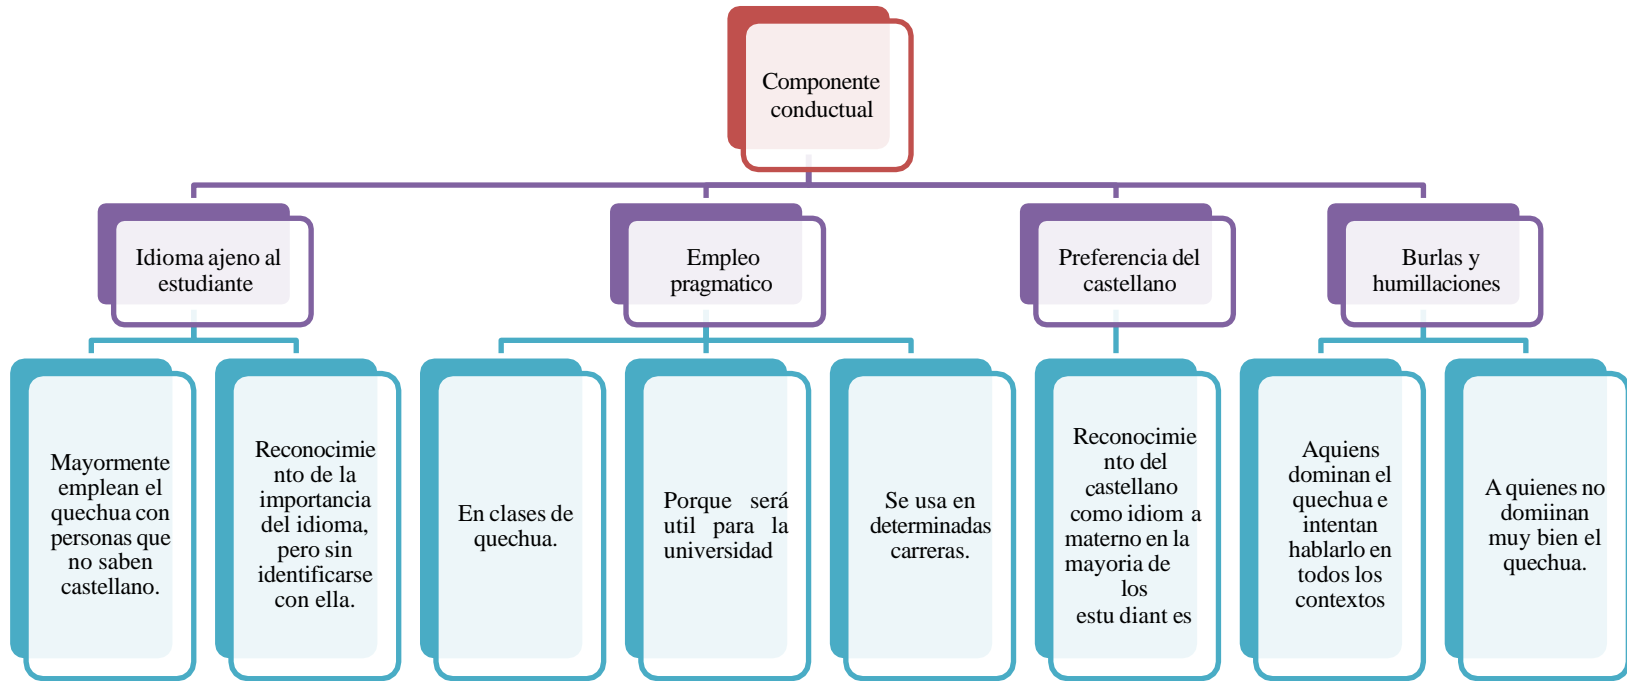 Componente
conductual
Idioma ajeno al
estudiante
Empleo
pragmatico
Preferencia del
castellano
Burlas y
humillaciones
Mayormente
emplean el
quechua con
personas que
no saben
castellano.
Reconocimie
nto de la
importancia
del idioma,
pero sin
identificarse
con ella.
En clases de
quechua.
Porque será
util para la
universidad
Se usa en
determinadas
carreras.
Reconocimie
nto del
castellano
como idiom a
materno en la
mayoria de
los
estu diant es
Aquiens
dominan el
quechua e
intentan
hablarlo en
todos los
contextos
A quienes no
domiinan
muy bien el
quechua.